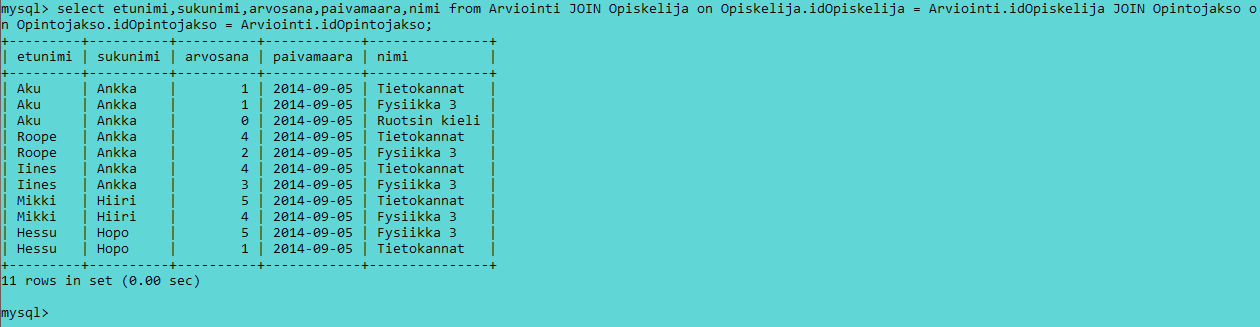 mysql> select etunimi,sukunimi,arvosana,paivamaara,nimi from Arviointi JOIN Opiskelija on Opiskelija.idOpiskelija = Arviointi.idOpiskelija JOIN Opintojakso o
n Opintojakso.idOpintojakso = Arviointi.idOpintojakso;
+---------+----------+----------+------------+---------------+
| etunimi | sukunimi | arvosana | paivamaara | nimi          |
+---------+----------+----------+------------+---------------+
| Aku     | Ankka    |        1 | 2014-09-05 | Tietokannat   |
| Aku     | Ankka    |        1 | 2014-09-05 | Fysiikka 3    |
| Aku     | Ankka    |        0 | 2014-09-05 | Ruotsin kieli |
| Roope   | Ankka    |        4 | 2014-09-05 | Tietokannat   |
| Roope   | Ankka    |        2 | 2014-09-05 | Fysiikka 3    |
| Iines   | Ankka    |        4 | 2014-09-05 | Tietokannat   |
| Iines   | Ankka    |        3 | 2014-09-05 | Fysiikka 3    |
| Mikki   | Hiiri    |        5 | 2014-09-05 | Tietokannat   |
| Mikki   | Hiiri    |        4 | 2014-09-05 | Fysiikka 3    |
| Hessu   | Hopo     |        5 | 2014-09-05 | Fysiikka 3    |
| Hessu   | Hopo     |        1 | 2014-09-05 | Tietokannat   |
+---------+----------+----------+------------+---------------+
11 rows in set (0.00 sec)
mysql>